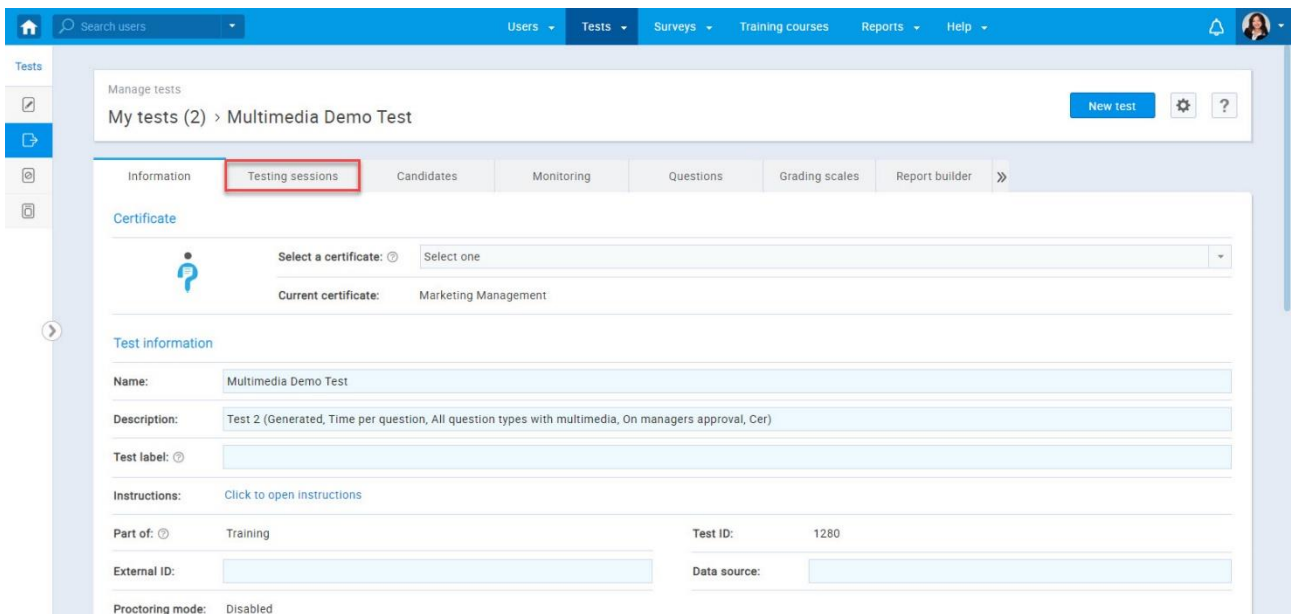 Search users
Users Tests Surveys Training courses Reports Help
Tests
Manage tests
My tests (2) › Multimedia Demo Test
New test
?
Information Testing sessions Candidates Monitoring Questions Grading scales Report builder »
Certificate
Select a certificate: ? Select one
Current certificate: Marketing Management
Test information
Name: Multimedia Demo Test
Description: Test 2 (Generated, Time per question, All question types with multimedia, On managers approval, Cer)
Test label: ?
Instructions: Click to open instructions
Part of: ? Training Test ID: 1280
External ID: Data source:
Proctoring mode: Disabled